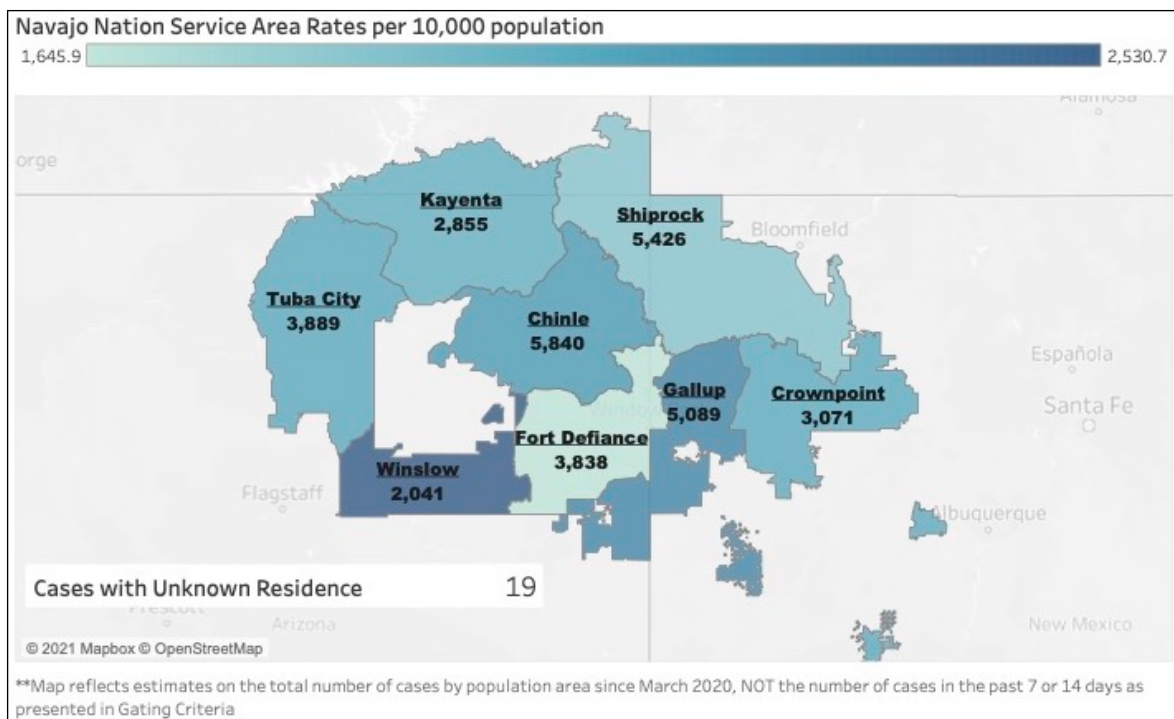 Navajo Nation Service Area Rates per 10,000 population
1,645.9
2,530.7
Alamosa
orge
Kayenta
2,855
Shiprock
5,426
Bloomfield
Tuba City
3,889
Chinle
5,840
Española
Gallup
5,089
Crownpoint
3,071
Santa Fe
Window
Fort Defiance
3,838
Winslow
2,041
Flagstaff
Albuquerque
Cases with Unknown Residence 19
Prescott
Arizona
New Mexico
© 2021 Mapbox © OpenStreetMap
**Map reflects estimates on the total number of cases by population area since March 2020, NOT the number of cases in the past 7 or 14 days as
presented in Gating Criteria